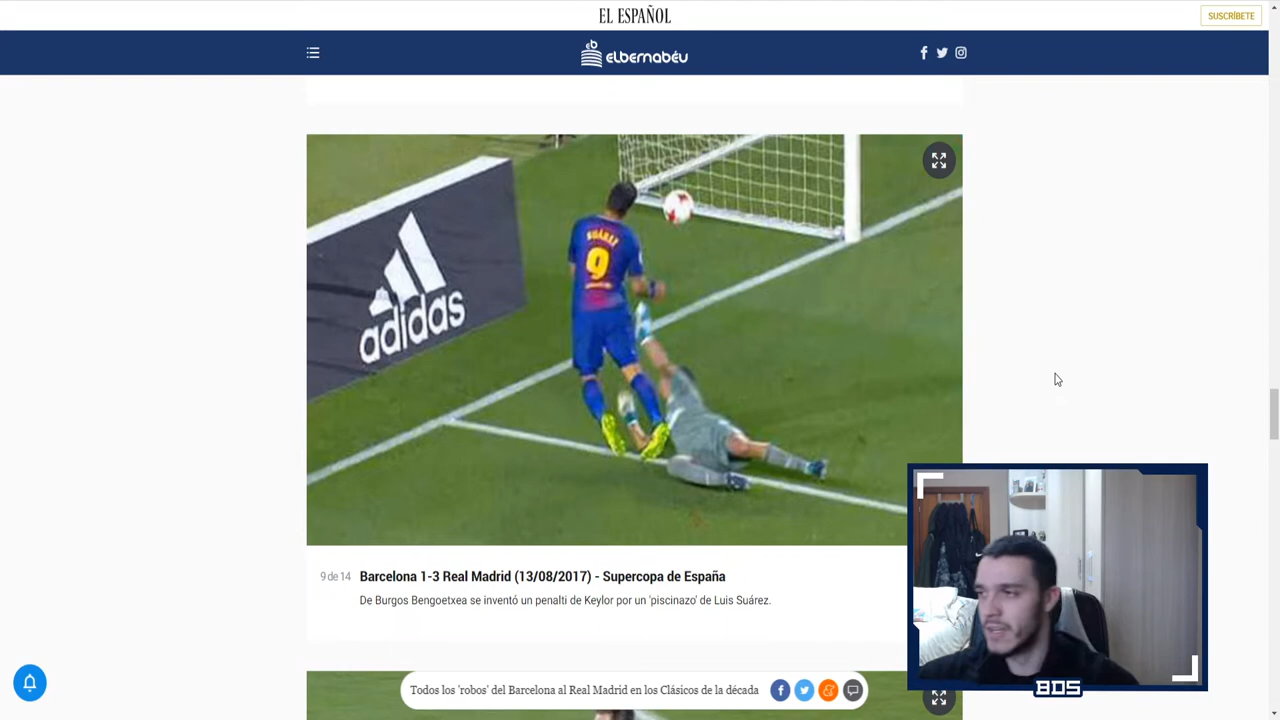 EL ESPAÑOL
SUSCRÍBETE
elbernabéu
SUÁREZ
9
adidas
9 de 14
Barcelona 1-3 Real Madrid (13/08/2017) - Supercopa de España
De Burgos Bengoetxea se inventó un penalti de Keylor por un 'piscinazo' de Luis Suárez.
Todos los 'robos' del Barcelona al Real Madrid en los Clásicos de la década
BDS